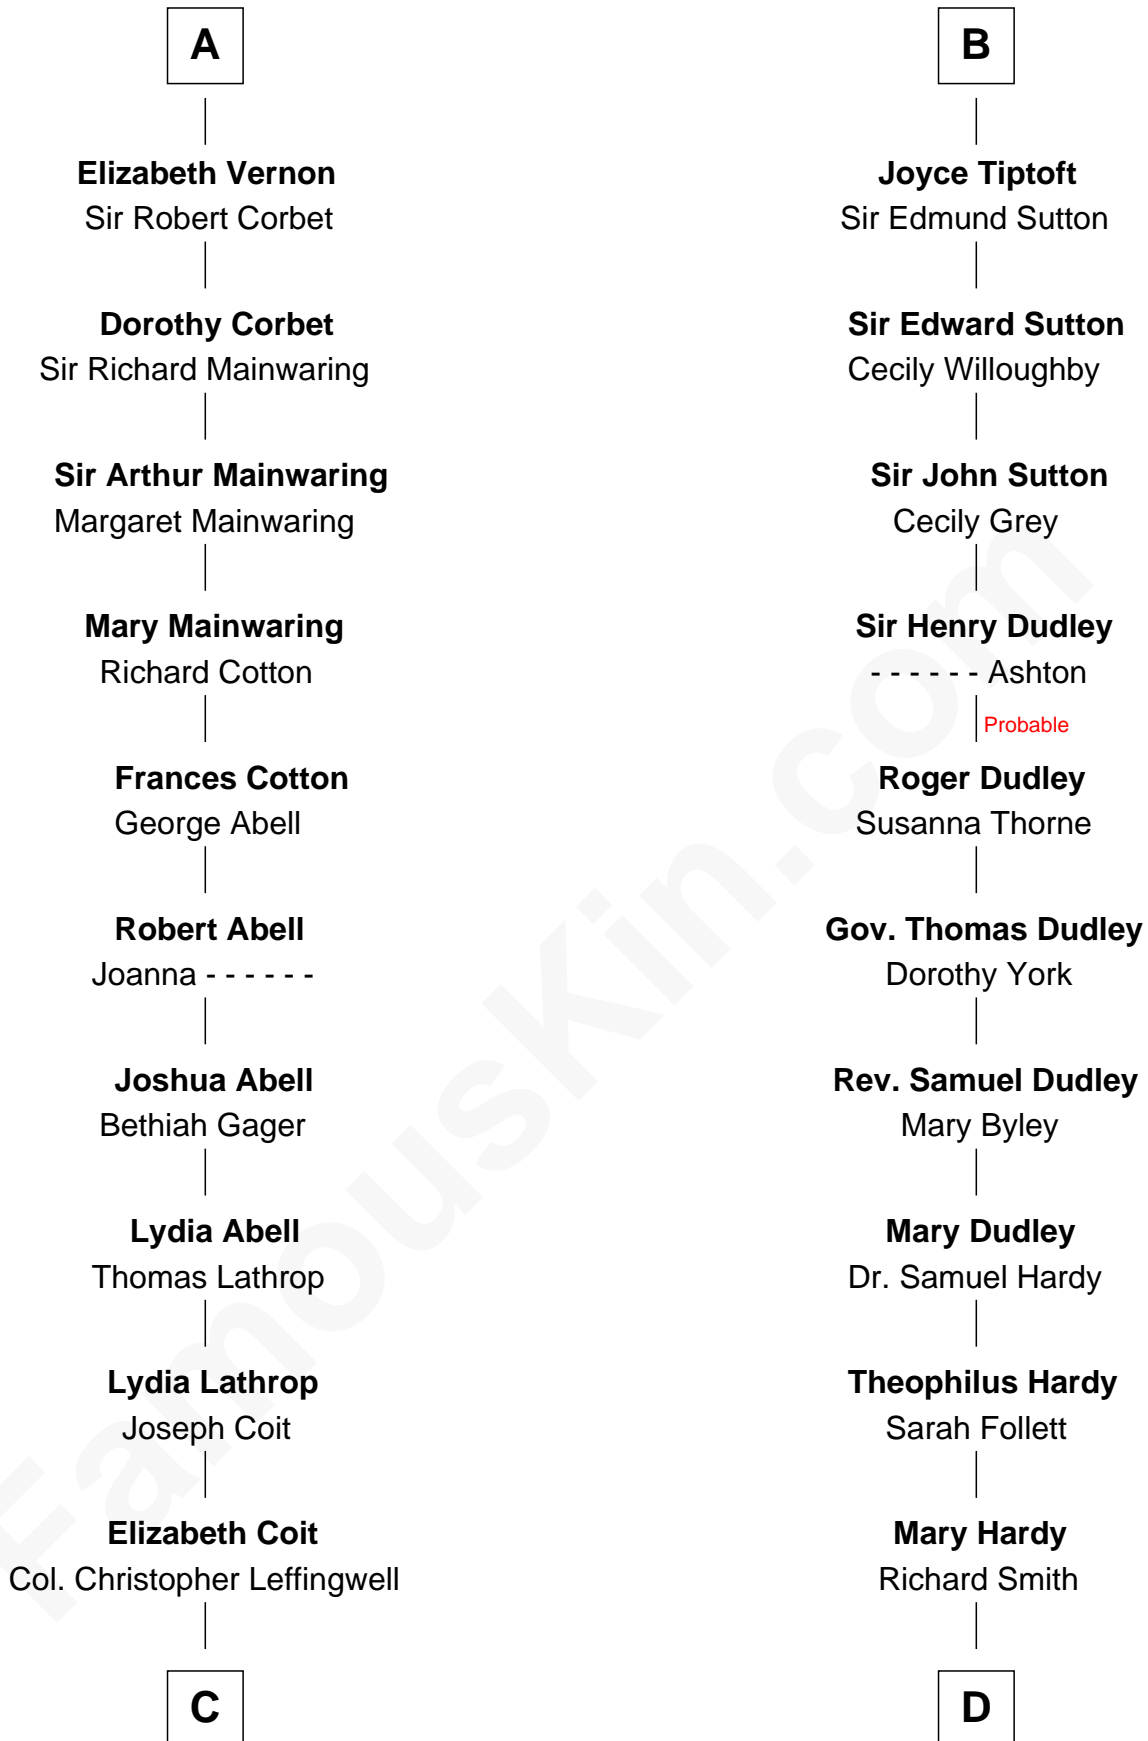 A
Elizabeth Vernon
Sir Robert Corbet
Dorothy Corbet
Sir Richard Mainwaring
Sir Arthur Mainwaring
Margaret Mainwaring
Mary Mainwaring
Richard Cotton
Frances Cotton
George Abell
Robert Abell
Joanna - - - - - -
Joshua Abell
Bethiah Gager
Lydia Abell
Thomas Lathrop
Lydia Lathrop
Joseph Coit
Elizabeth Coit
Col. Christopher Leffingwell
C
B
Joyce Tiptoft
Sir Edmund Sutton
Sir Edward Sutton
Cecily Willoughby
Sir John Sutton
Cecily Grey
Sir Henry Dudley
- - - - - - Ashton
Probable
Roger Dudley
Susanna Thorne
Gov. Thomas Dudley
Dorothy York
Rev. Samuel Dudley
Mary Byley
Mary Dudley
Dr. Samuel Hardy
Theophilus Hardy
Sarah Follett
Mary Hardy
Richard Smith
D
FamousKin.com